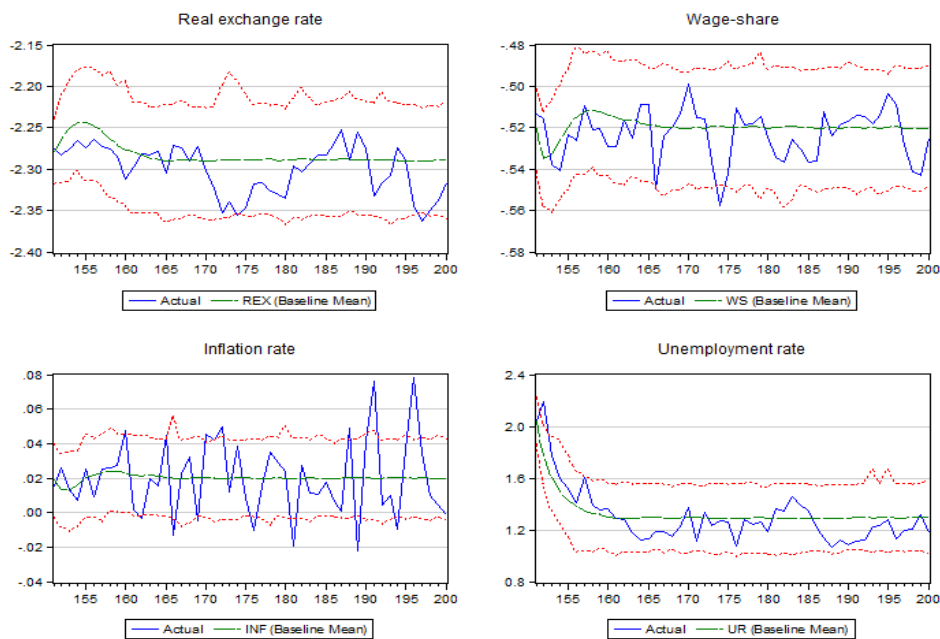 Real exchange rate
-2.15
-2.20
-2.25
-2.30
-2.35
-2.40
155 160 165 170 175 180 185 190 195 200
Actual REX (Baseline Mean)
Wage-share
-.48
-.50
-.52
-.54
-.56
-.58
155 160 165 170 175 180 185 190 195 200
Actual WS (Baseline Mean)
Inflation rate
.08
.06
.04
.02
.00
-.02
-.04
155 160 165 170 175 180 185 190 195 200
Actual INF (Baseline Mean)
Unemployment rate
2.4
2.0
1.6
1.2
0.8
155 160 165 170 175 180 185 190 195 200
Actual UR (Baseline Mean)